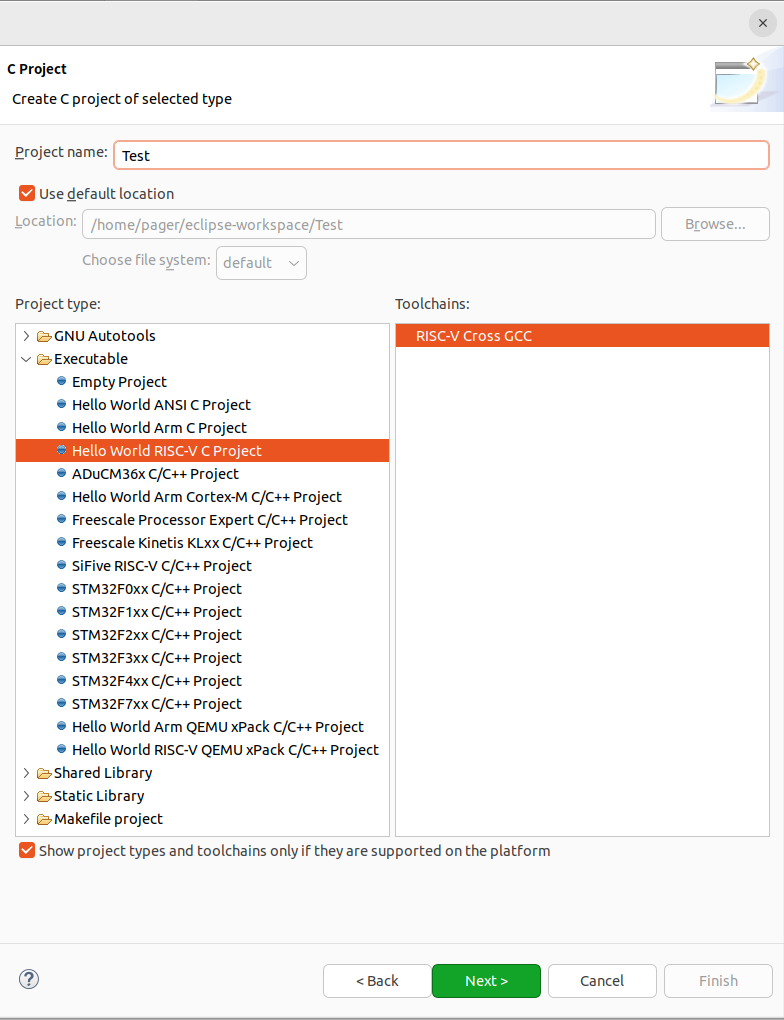 C Project
Create C project of selected type
Project name: Test
Use default location
Location: /home/pager/eclipse-workspace/Test Browse...
Choose file system: default
Project type: Toolchains:
GNU Autotools RISC-V Cross GCC
Executable
Empty Project
Hello World ANSI C Project
Hello World Arm C Project
Hello World RISC-V C Project
ADuCM36x C/C++ Project
Hello World Arm Cortex-M C/C++ Project
Freescale Processor Expert C/C++ Project
Freescale Kinetis KLxx C/C++ Project
SiFive RISC-V C/C++ Project
STM32F0xx C/C++ Project
STM32F1xx C/C++ Project
STM32F2xx C/C++ Project
STM32F3xx C/C++ Project
STM32F4xx C/C++ Project
STM32F7xx C/C++ Project
Hello World Arm QEMU xPack C/C++ Project
Hello World RISC-V QEMU xPack C/C++ Project
Shared Library
Static Library
Makefile project
Show project types and toolchains only if they are supported on the platform
? < Back Next > Cancel Finish